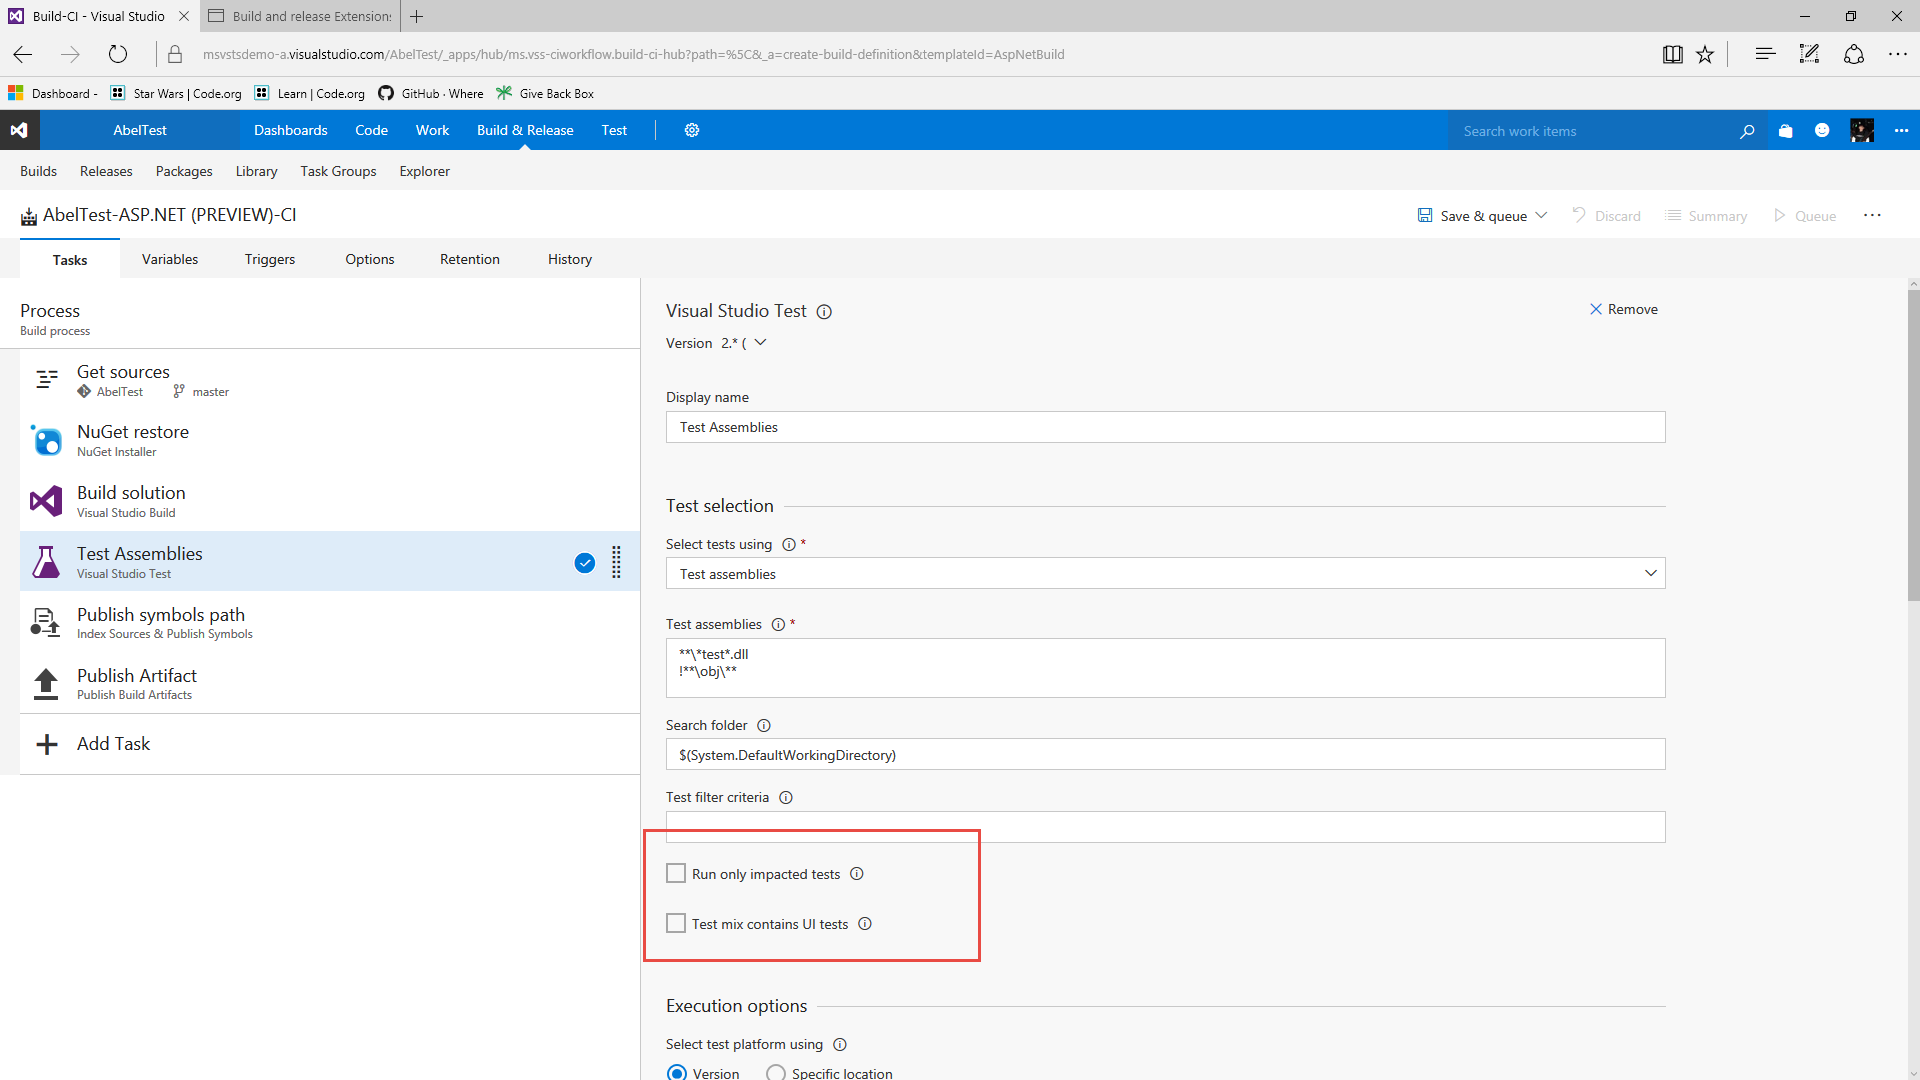 Build-CI - Visual Studio
Build and release Extensions
msvstsdemo-a.visualstudio.com/AbelTest/_apps/hub/ms.vss-ciworkflow.build-ci-hub?path=%5C&_a=create-build-definition&templateId=AspNetBuild
Dashboard - Star Wars | Code.org Learn | Code.org GitHub · Where Give Back Box
AbelTest Dashboards Code Work Build & Release Test Search work items
Builds Releases Packages Library Task Groups Explorer
AbelTest-ASP.NET (PREVIEW)-CI Save & queue Discard Summary Queue
Tasks Variables Triggers Options Retention History
Process
Build process
Get sources
AbelTest master
NuGet restore
NuGet Installer
Build solution
Visual Studio Build
Test Assemblies
Visual Studio Test
Publish symbols path
Index Sources & Publish Symbols
Publish Artifact
Publish Build Artifacts
Add Task
Visual Studio Test Remove
Version 2.* (
Display name
Test Assemblies
Test selection
Select tests using *
Test assemblies
Test assemblies *
**\*test*.dll
!**\obj\**
Search folder
$(System.DefaultWorkingDirectory)
Test filter criteria
Run only impacted tests
Test mix contains UI tests
Execution options
Select test platform using
Version Specific location